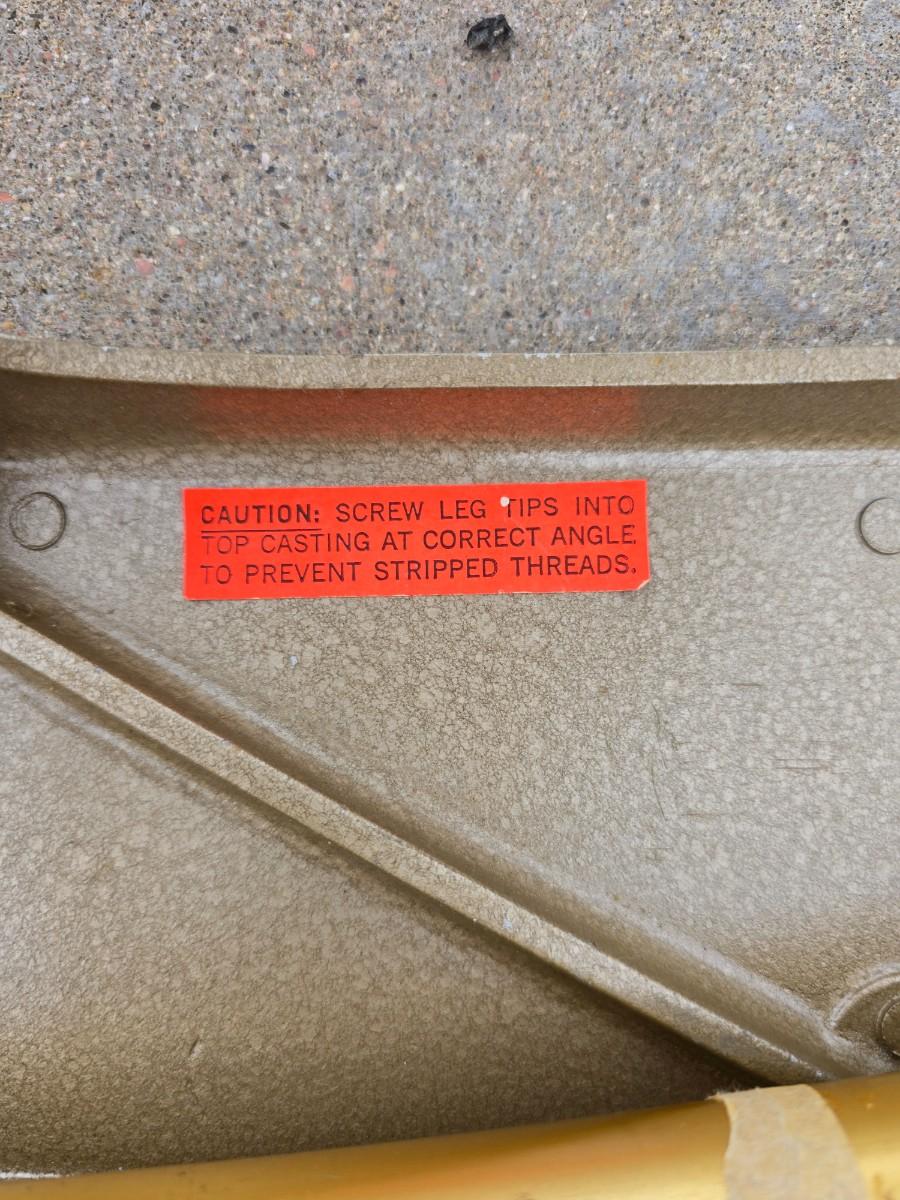 CAUTION: SCREW LEG TIPS INTO
TOP CASTING AT CORRECT ANGLE
TO PREVENT STRIPPED THREADS.